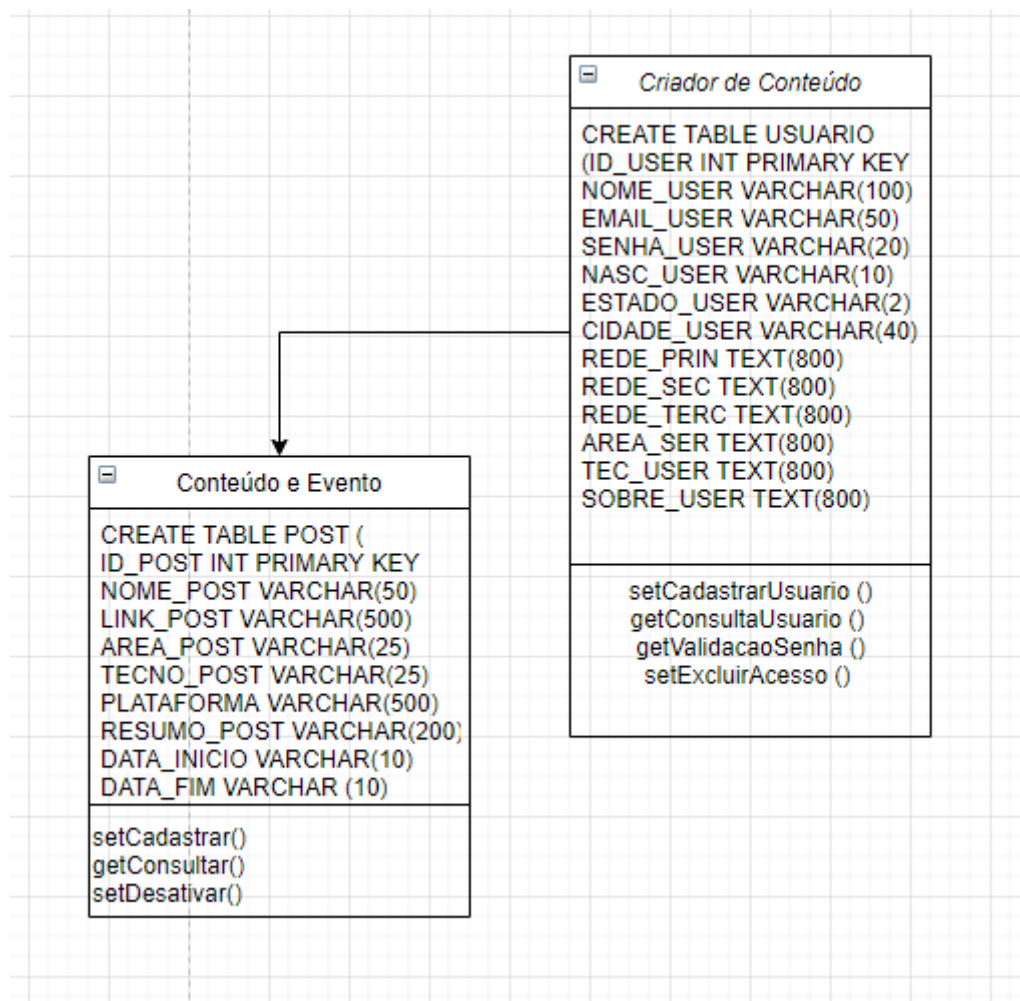 Criador de Conteúdo
CREATE TABLE USUARIO
(ID_USER INT PRIMARY KEY
NOME_USER VARCHAR(100)
EMAIL_USER VARCHAR(50)
SENHA_USER VARCHAR(20)
NASC_USER VARCHAR(10)
ESTADO_USER VARCHAR(2)
CIDADE_USER VARCHAR(40)
REDE_PRIN TEXT(800)
REDE_SEC TEXT(800)
REDE_TERC TEXT(800)
AREA_SER TEXT(800)
TEC_USER TEXT(800)
SOBRE_USER TEXT(800)
setCadastrarUsuario ()
getConsultaUsuario ()
getValidacaoSenha ()
setExcluirAcesso ()
Conteúdo e Evento
CREATE TABLE POST (
ID_POST INT PRIMARY KEY
NOME_POST VARCHAR(50)
LINK_POST VARCHAR(500)
AREA_POST VARCHAR(25)
TECNO_POST VARCHAR(25)
PLATAFORMA VARCHAR(500)
RESUMO_POST VARCHAR(200)
DATA_INICIO VARCHAR(10)
DATA_FIM VARCHAR (10)
setCadastrar()
getConsultar()
setDesativar()